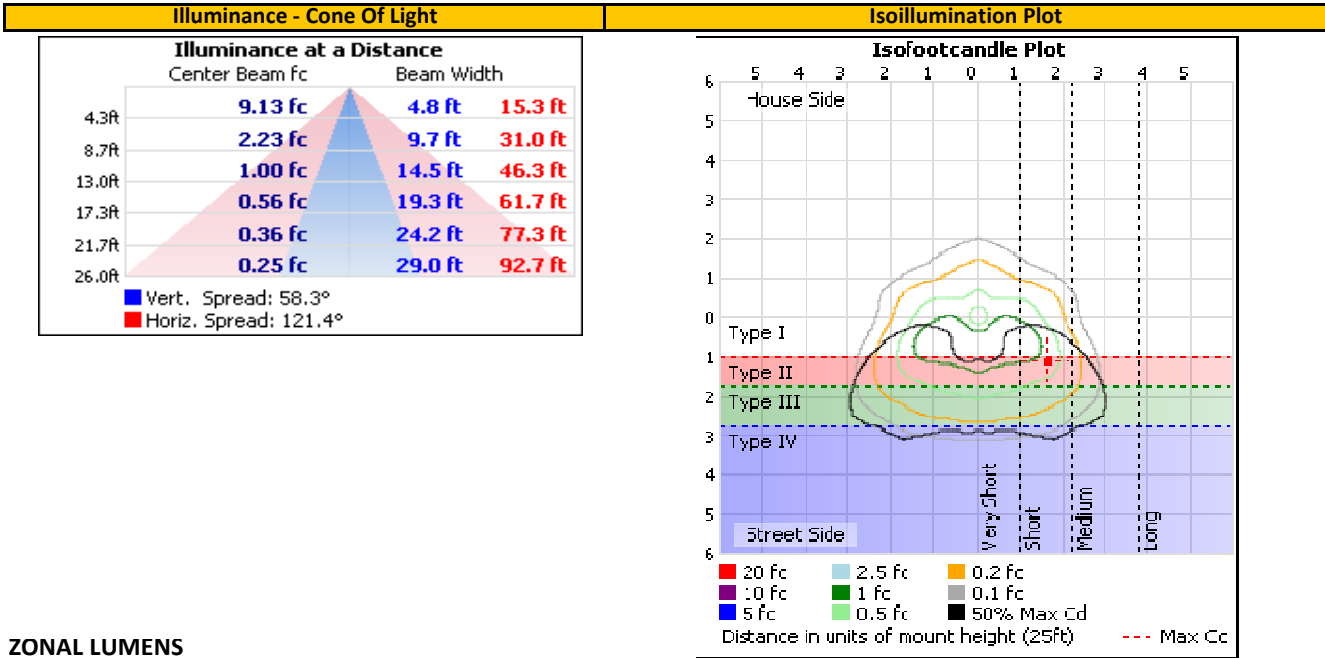 Illuminance - Cone Of Light
Isoillumination Plot
Illuminance at a Distance
Center Beam fc Beam Width
4.3ft 9.13 fc 4.8 ft 15.3 ft
8.7ft 2.23 fc 9.7 ft 31.0 ft
13.0ft 1.00 fc 14.5 ft 46.3 ft
17.3ft 0.56 fc 19.3 ft 61.7 ft
21.7ft 0.36 fc 24.2 ft 77.3 ft
26.0ft 0.25 fc 29.0 ft 92.7 ft
Vert. Spread: 58.3°
Horiz. Spread: 121.4°
Isofootcandle Plot
5 4 3 2 1 0 1 2 3 4 5
6
House Side
5
4
3
2
1
0
Type I
1
Type II
2
Type III
3
Type IV
4
5
Street Side
6
Very Short
Short
Medium
Long
20 fc 2.5 fc 0.2 fc
10 fc 1 fc 0.1 fc
5 fc 0.5 fc 50% Max Cd
Distance in units of mount height (25ft) Max Cd
ZONAL LUMENS